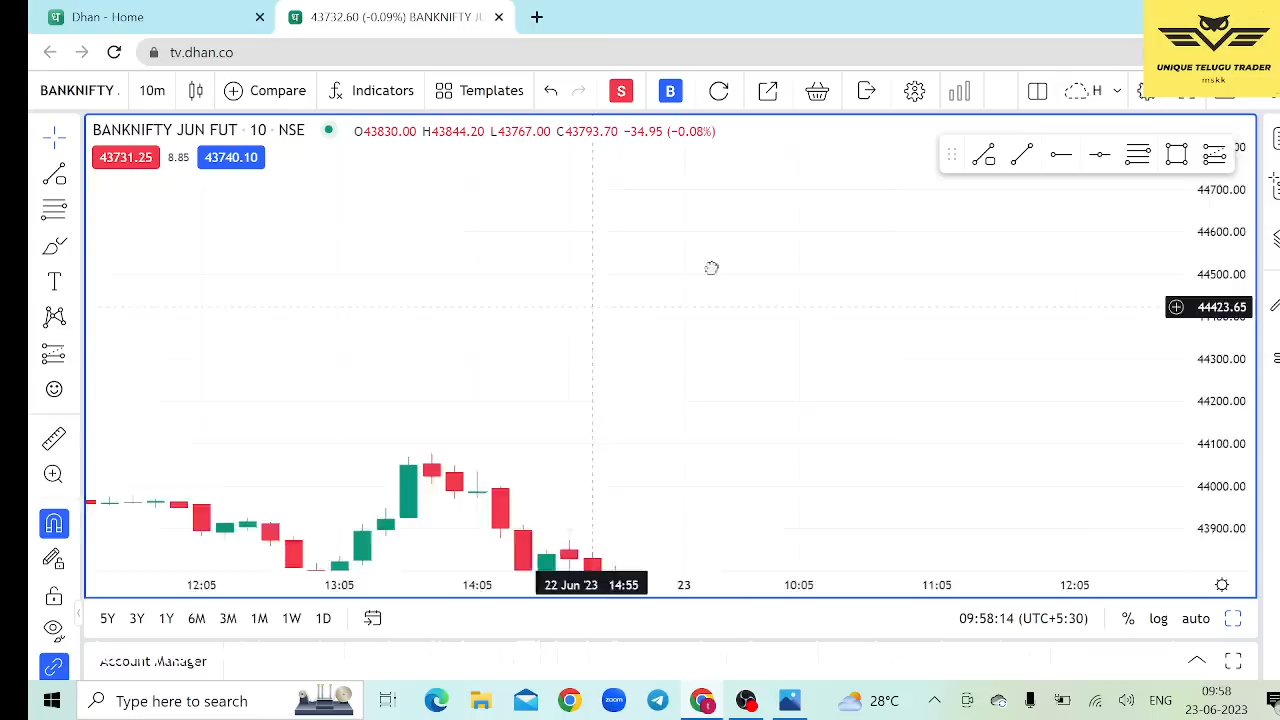 Dhan - Home
43732.60 (-0.09%) BANKNIFTY JU
UNIQUE TELUGU TRADER
mskk
tv.dhan.co
BANKNIFTY . 10m Compare Indicators Templates S B H
BANKNIFTY JUN FUT · 10 · NSE O43830.00 H43844.20 L43767.00 C43793.70 −34.95 (−0.08%)
43731.25 8.85 43740.10
44700.00
44600.00
44500.00
44423.65
44300.00
44200.00
44100.00
44000.00
43900.00
12:05 13:05 14:05 22 Jun '23 14:55 23 10:05 11:05 12:05
5Y 3Y 1Y 6M 3M 1M 1W 1D 09:58:14 (UTC+5:30) % log auto
Account Manager
Type here to search zoom 28°C ENG 09:58
23-06-2023